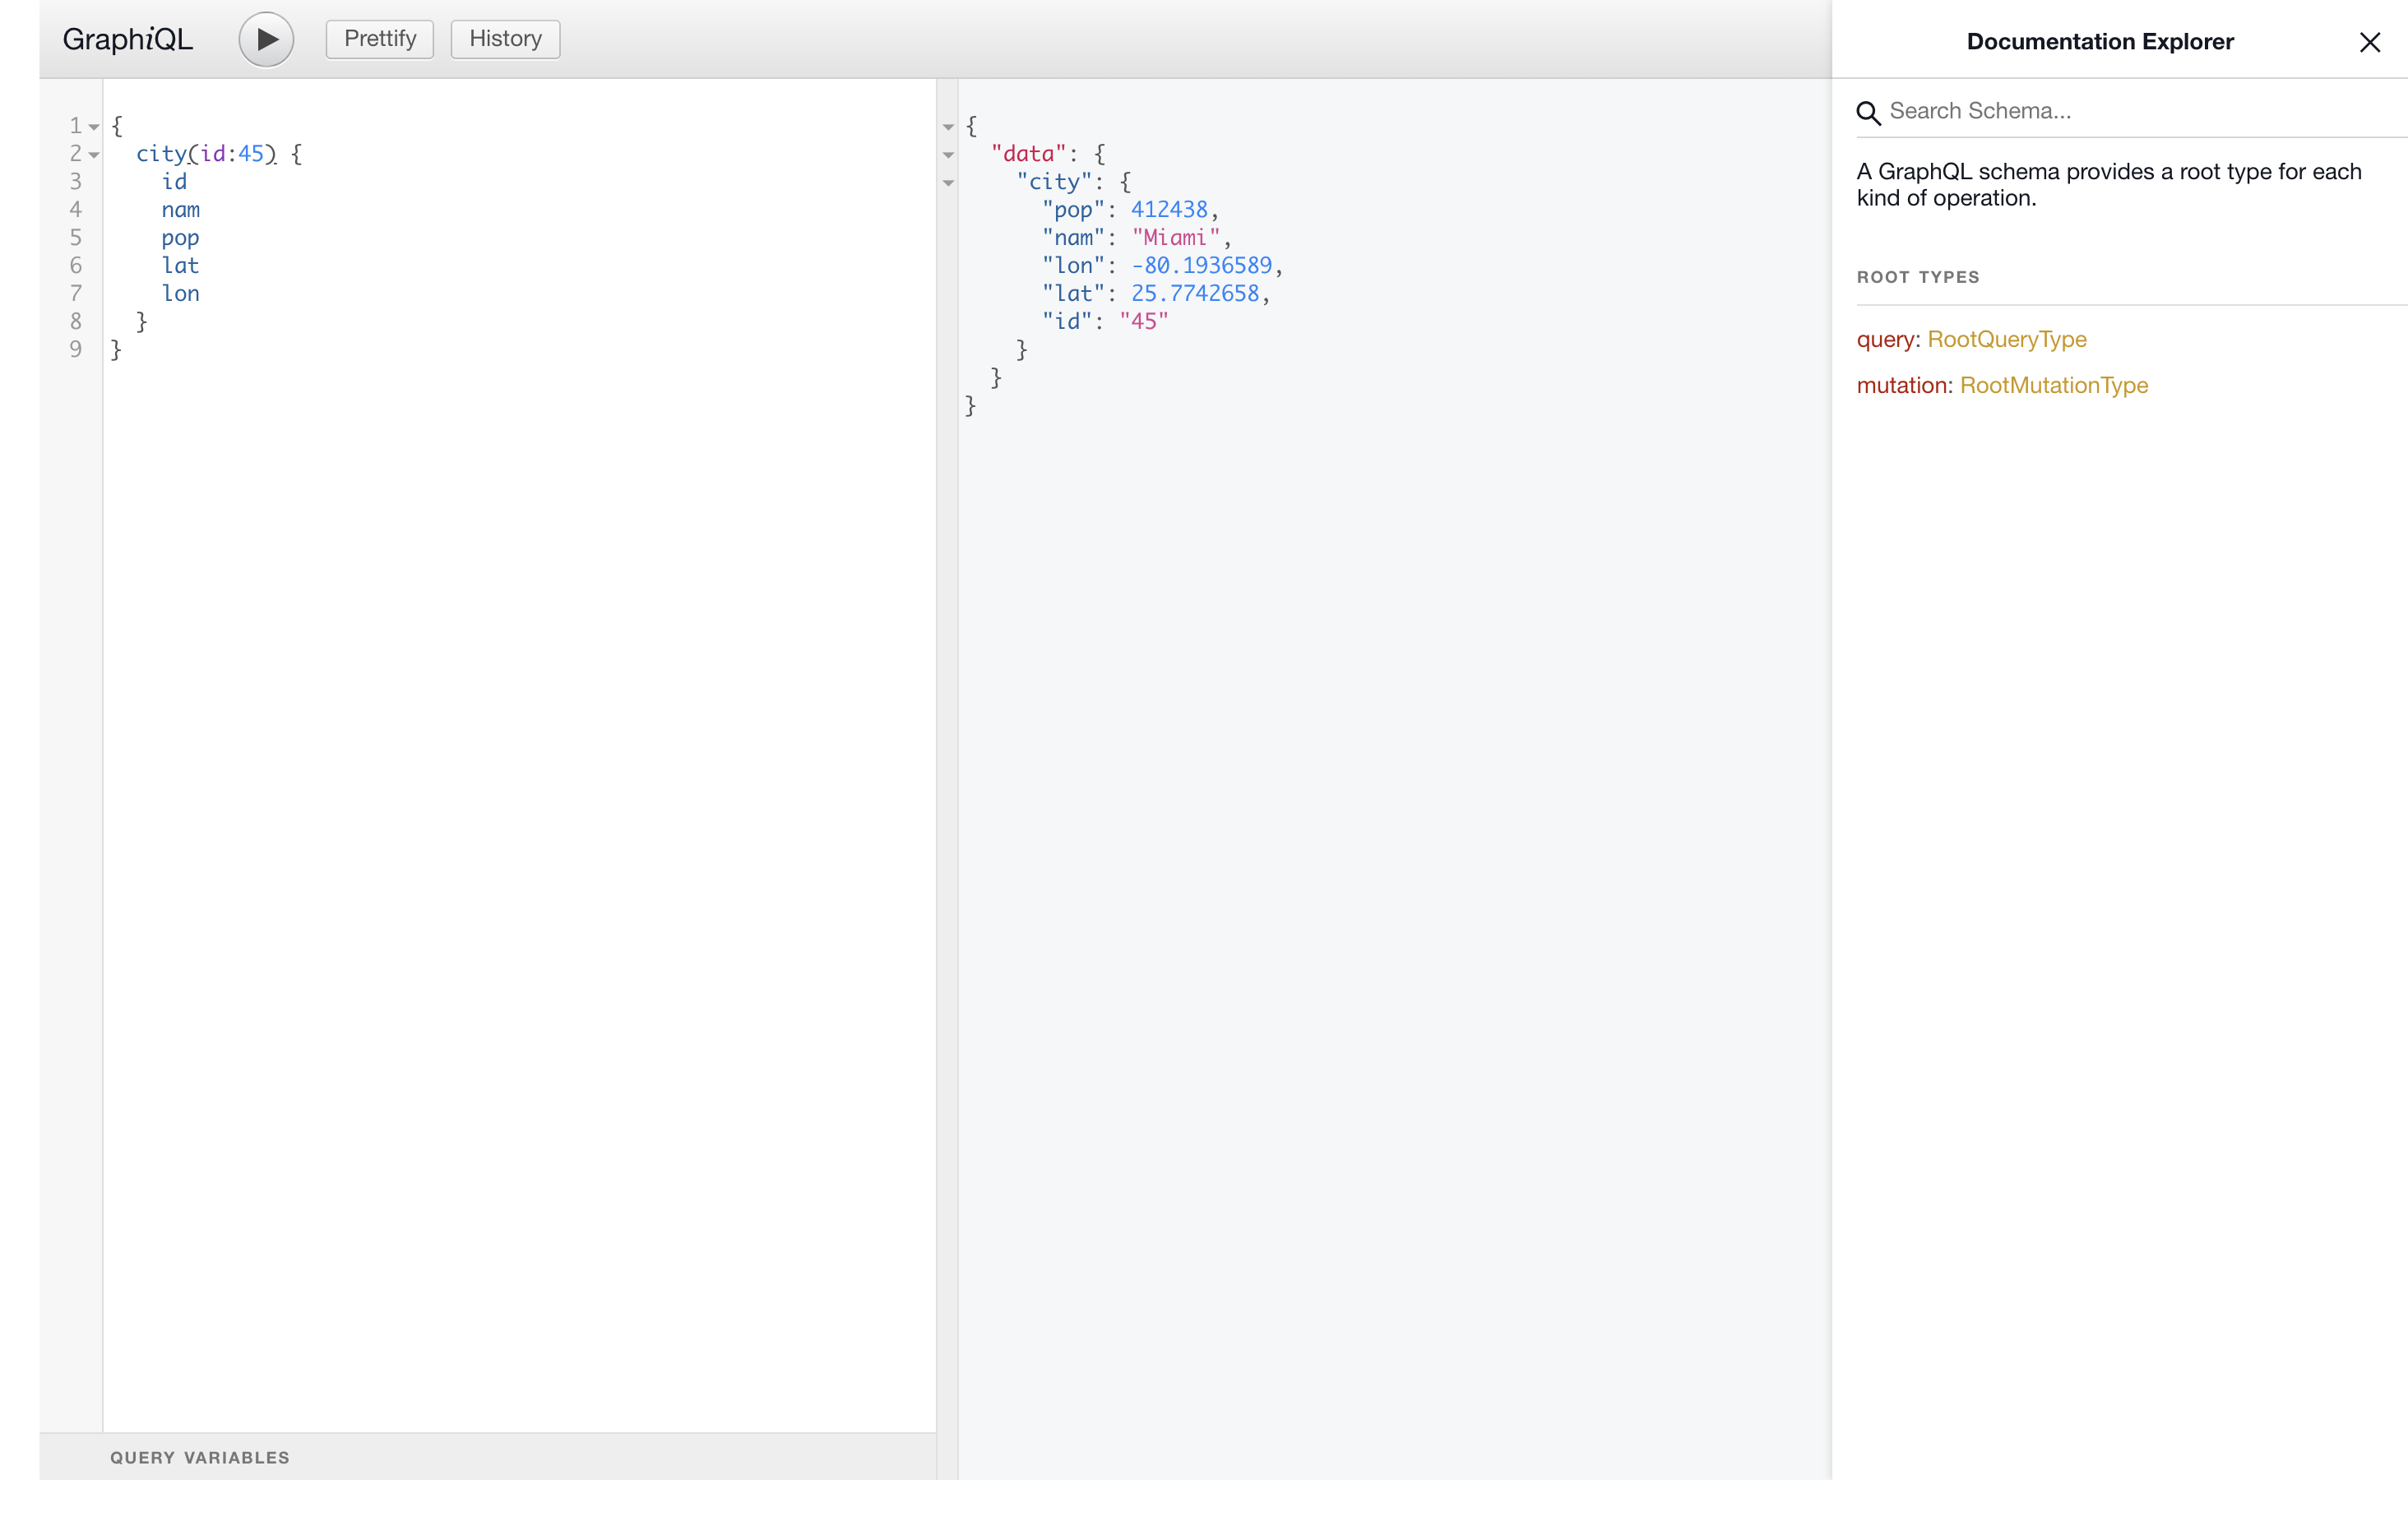 GraphiQL
Prettify
History
1 {
2   city(id:45) {
3     id
4     nam
5     pop
6     lat
7     lon
8   }
9 }
QUERY VARIABLES
{
  "data": {
    "city": {
      "pop": 412438,
      "nam": "Miami",
      "lon": -80.1936589,
      "lat": 25.7742658,
      "id": "45"
    }
  }
}
Documentation Explorer
Search Schema...
A GraphQL schema provides a root type for each
kind of operation.
ROOT TYPES
query: RootQueryType
mutation: RootMutationType